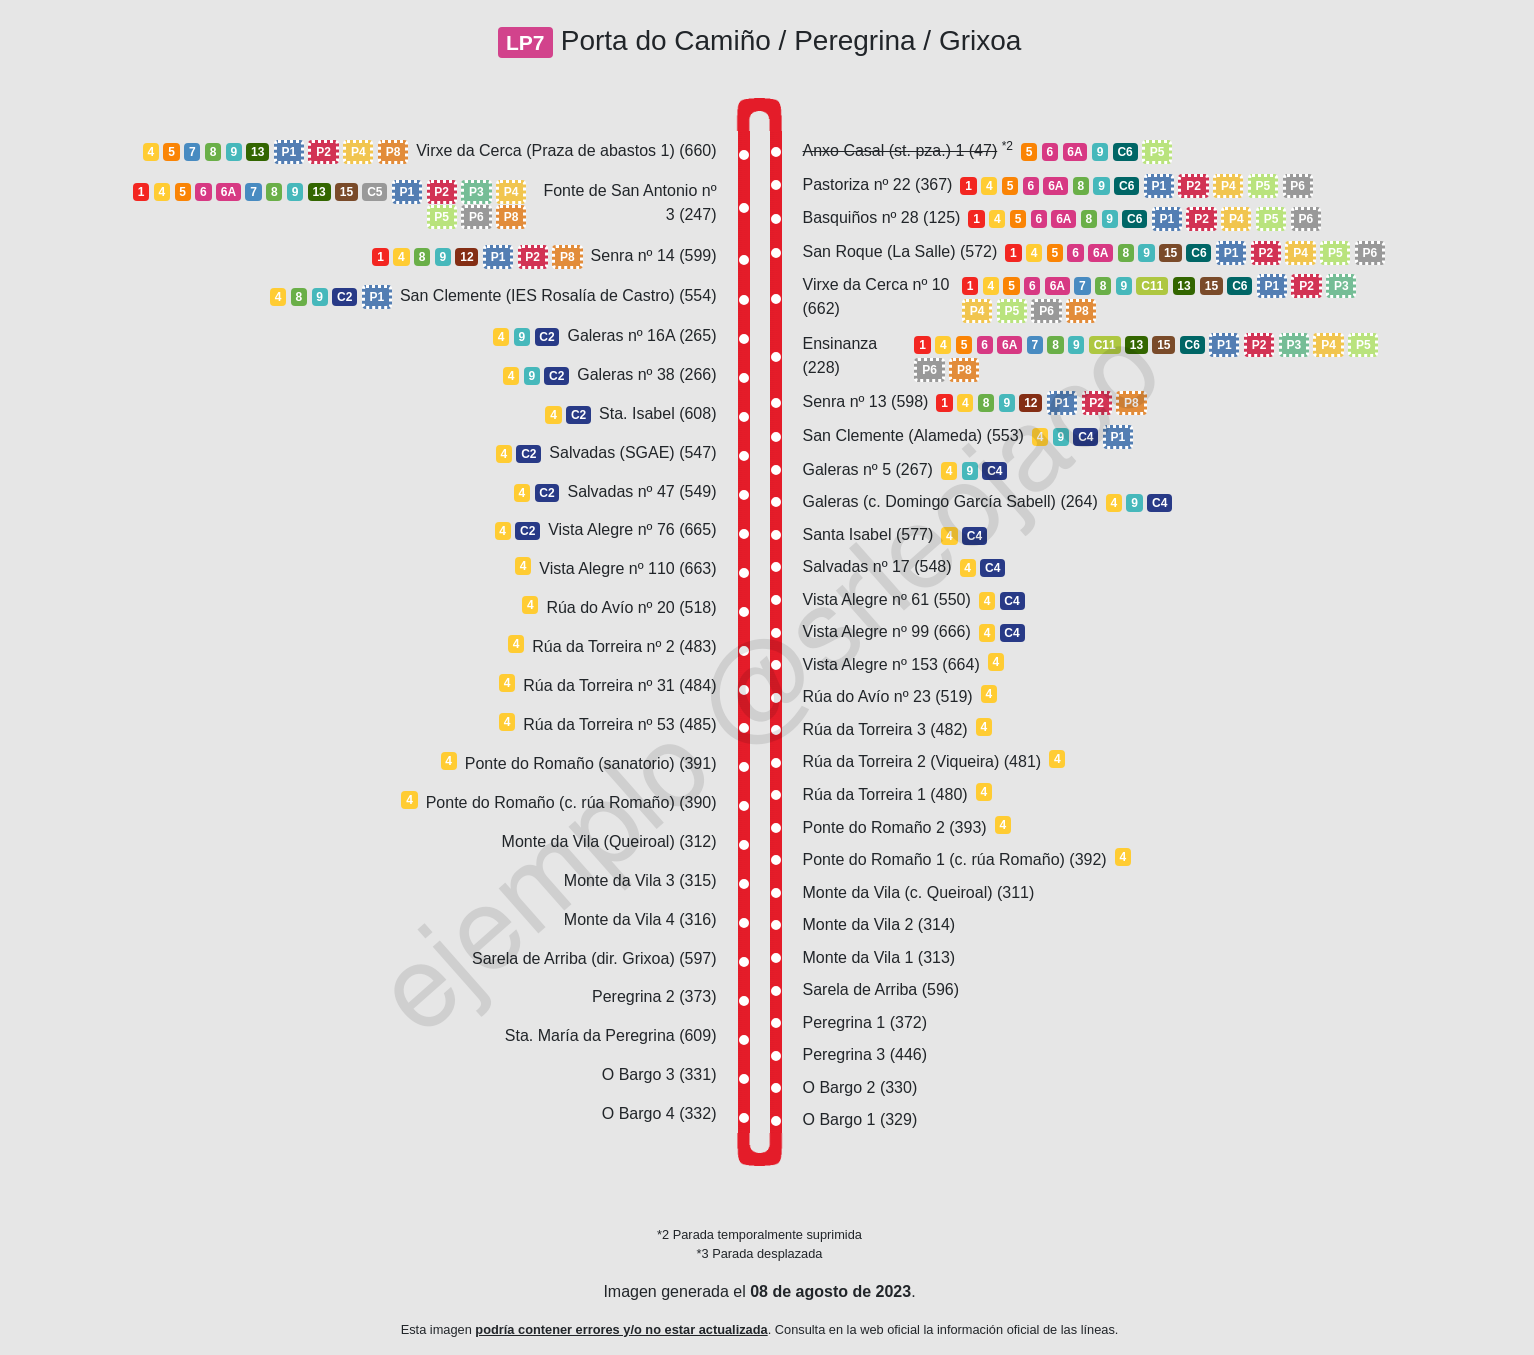 LP7 Porta do Camiño / Peregrina / Grixoa
4 5 7 8 9 13 P1 P2 P4 P8 Virxe da Cerca (Praza de abastos 1) (660)
1 4 5 6 6A 7 8 9 13 15 C5 P1 P2 P3 P4 Fonte de San Antonio nº
P5 P6 P8 3 (247)
1 4 8 9 12 P1 P2 P8 Senra nº 14 (599)
4 8 9 C2 P1 San Clemente (IES Rosalía de Castro) (554)
4 9 C2 Galeras nº 16A (265)
4 9 C2 Galeras nº 38 (266)
4 C2 Sta. Isabel (608)
4 C2 Salvadas (SGAE) (547)
4 C2 Salvadas nº 47 (549)
4 C2 Vista Alegre nº 76 (665)
4 Vista Alegre nº 110 (663)
4 Rúa do Avío nº 20 (518)
4 Rúa da Torreira nº 2 (483)
4 Rúa da Torreira nº 31 (484)
4 Rúa da Torreira nº 53 (485)
4 Ponte do Romaño (sanatorio) (391)
4 Ponte do Romaño (c. rúa Romaño) (390)
Monte da Vila (Queiroal) (312)
Monte da Vila 3 (315)
Monte da Vila 4 (316)
Sarela de Arriba (dir. Grixoa) (597)
Peregrina 2 (373)
Sta. María da Peregrina (609)
O Bargo 3 (331)
O Bargo 4 (332)
Anxo Casal (st. pza.) 1 (47) *2 5 6 6A 9 C6 P5
Pastoriza nº 22 (367) 1 4 5 6 6A 8 9 C6 P1 P2 P4 P5 P6
Basquiños nº 28 (125) 1 4 5 6 6A 8 9 C6 P1 P2 P4 P5 P6
San Roque (La Salle) (572) 1 4 5 6 6A 8 9 15 C6 P1 P2 P4 P5 P6
Virxe da Cerca nº 10 1 4 5 6 6A 7 8 9 C11 13 15 C6 P1 P2 P3
(662) P4 P5 P6 P8
Ensinanza 1 4 5 6 6A 7 8 9 C11 13 15 C6 P1 P2 P3 P4 P5
(228) P6 P8
Senra nº 13 (598) 1 4 8 9 12 P1 P2 P8
San Clemente (Alameda) (553) 4 9 C4 P1
Galeras nº 5 (267) 4 9 C4
Galeras (c. Domingo García Sabell) (264) 4 9 C4
Santa Isabel (577) 4 C4
Salvadas nº 17 (548) 4 C4
Vista Alegre nº 61 (550) 4 C4
Vista Alegre nº 99 (666) 4 C4
Vista Alegre nº 153 (664) 4
Rúa do Avío nº 23 (519) 4
Rúa da Torreira 3 (482) 4
Rúa da Torreira 2 (Viqueira) (481) 4
Rúa da Torreira 1 (480) 4
Ponte do Romaño 2 (393) 4
Ponte do Romaño 1 (c. rúa Romaño) (392) 4
Monte da Vila (c. Queiroal) (311)
Monte da Vila 2 (314)
Monte da Vila 1 (313)
Sarela de Arriba (596)
Peregrina 1 (372)
Peregrina 3 (446)
O Bargo 2 (330)
O Bargo 1 (329)
ejemplo @srleojaco
*2 Parada temporalmente suprimida
*3 Parada desplazada
Imagen generada el 08 de agosto de 2023.
Esta imagen podría contener errores y/o no estar actualizada. Consulta en la web oficial la información oficial de las líneas.